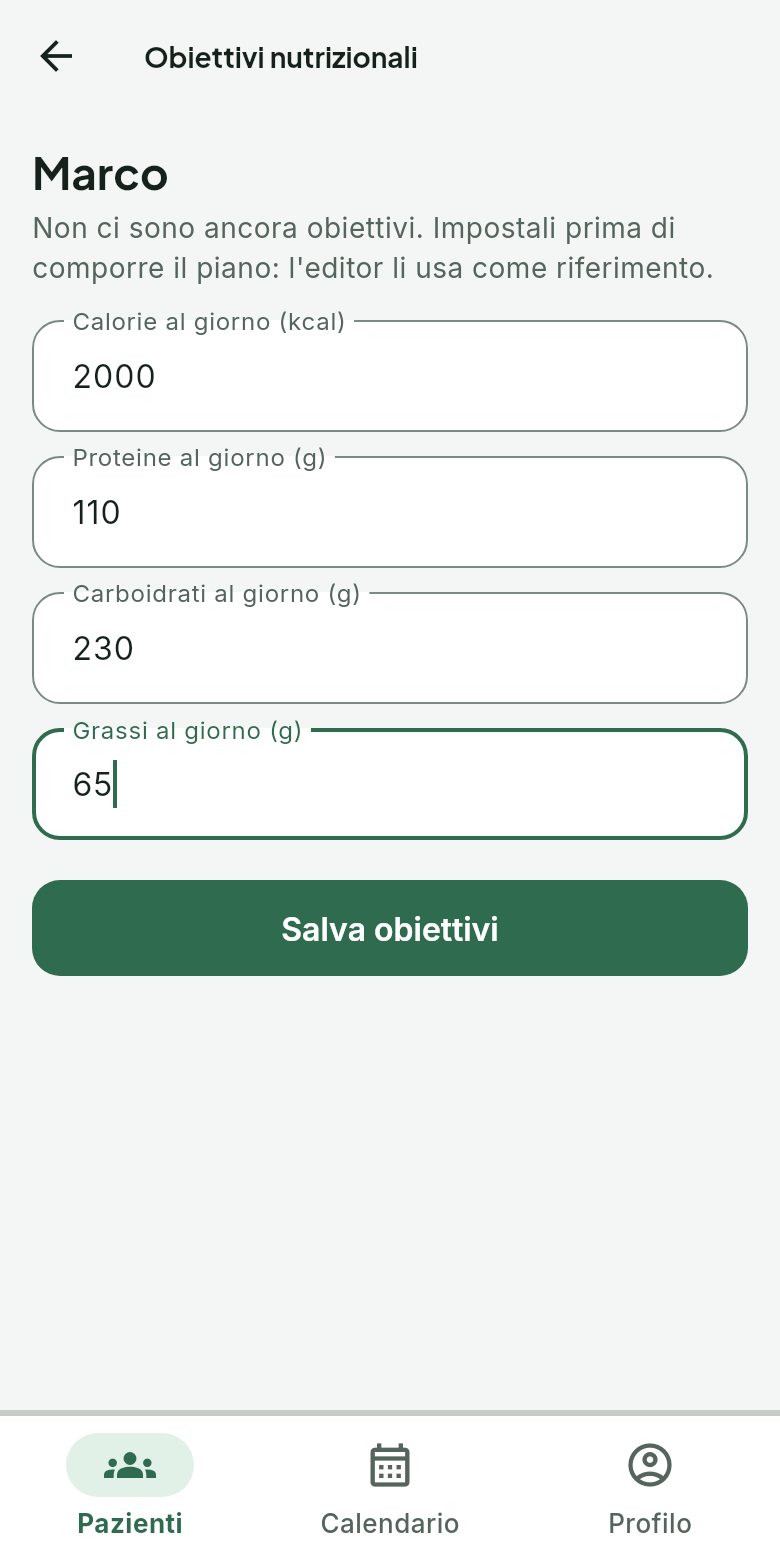 Obiettivi nutrizionali
Marco
Non ci sono ancora obiettivi. Impostali prima di
comporre il piano: l'editor li usa come riferimento.
Calorie al giorno (kcal)
2000
Proteine al giorno (g)
110
Carboidrati al giorno (g)
230
Grassi al giorno (g)
65
Salva obiettivi
Pazienti
Calendario
Profilo